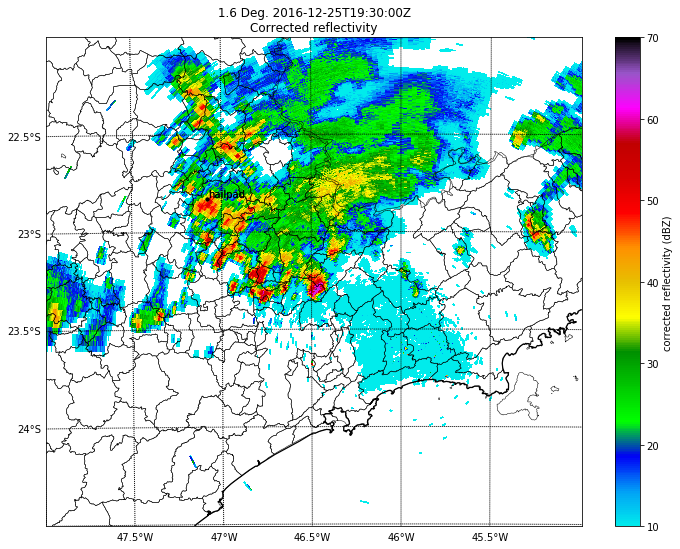 1.6 Deg. 2016-12-25T19:30:00Z
Corrected reflectivity
22.5°S
23°S
23.5°S
24°S
47.5°W
47°W
46.5°W
46°W
45.5°W
hailpad
70
60
50
40
30
20
10
corrected reflectivity (dBZ)